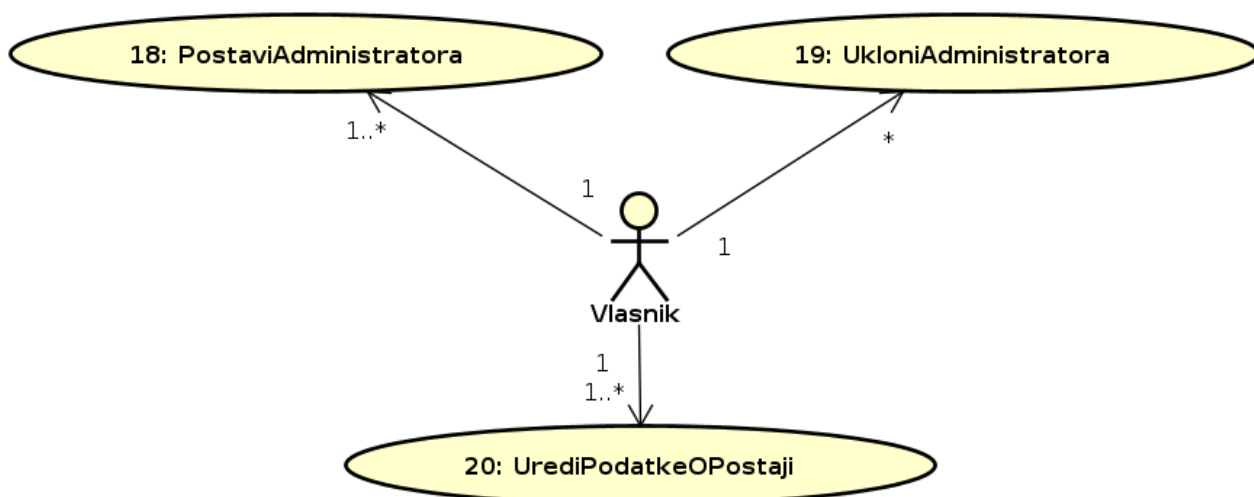 18: PostaviAdministratora
19: UkloniAdministratora
1..*
*
1
1
Vlasnik
1
1..*
20: UrediPodatkeOPostaji